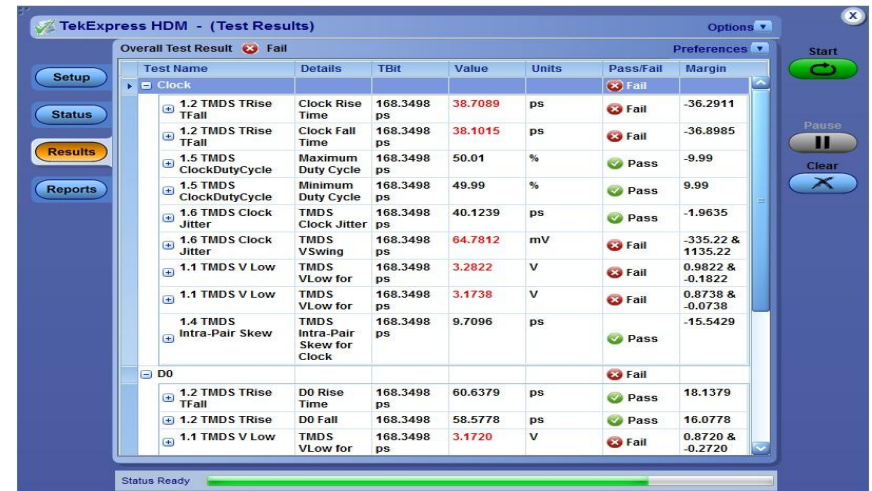 TekExpress HDM - (Test Results)
Options
x
Overall Test Result Fail
Preferences
Start
Setup
Status
Results
Reports
Pause
Clear
Test Name Details TBit Value Units Pass/Fail Margin
Clock Fail
1.2 TMDS TRise TFall Clock Rise Time 168.3498 ps 38.7089 ps Fail -36.2911
1.2 TMDS TRise TFall Clock Fall Time 168.3498 ps 38.1015 ps Fail -36.8985
1.5 TMDS ClockDutyCycle Maximum Duty Cycle 168.3498 ps 50.01 % Pass -9.99
1.5 TMDS ClockDutyCycle Minimum Duty Cycle 168.3498 ps 49.99 % Pass 9.99
1.6 TMDS Clock Jitter TMDS Clock Jitter 168.3498 ps 40.1239 ps Pass -1.9635
1.6 TMDS Clock Jitter TMDS VSwing 168.3498 ps 64.7812 mV Fail -335.22 & 1135.22
1.1 TMDS V Low TMDS VLow for 168.3498 ps 3.2822 V Fail 0.9822 & -0.1822
1.1 TMDS V Low TMDS VLow for 168.3498 ps 3.1738 V Fail 0.8738 & -0.0738
1.4 TMDS Intra-Pair Skew TMDS Intra-Pair Skew for Clock 168.3498 ps 9.7096 ps Pass -15.5429
D0 Fail
1.2 TMDS TRise TFall D0 Rise Time 168.3498 ps 60.6379 ps Pass 18.1379
1.2 TMDS TRise D0 Fall 168.3498 ps 58.5778 ps Pass 16.0778
1.1 TMDS V Low TMDS VLow for 168.3498 ps 3.1720 V Fail 0.8720 & -0.2720
Status Ready